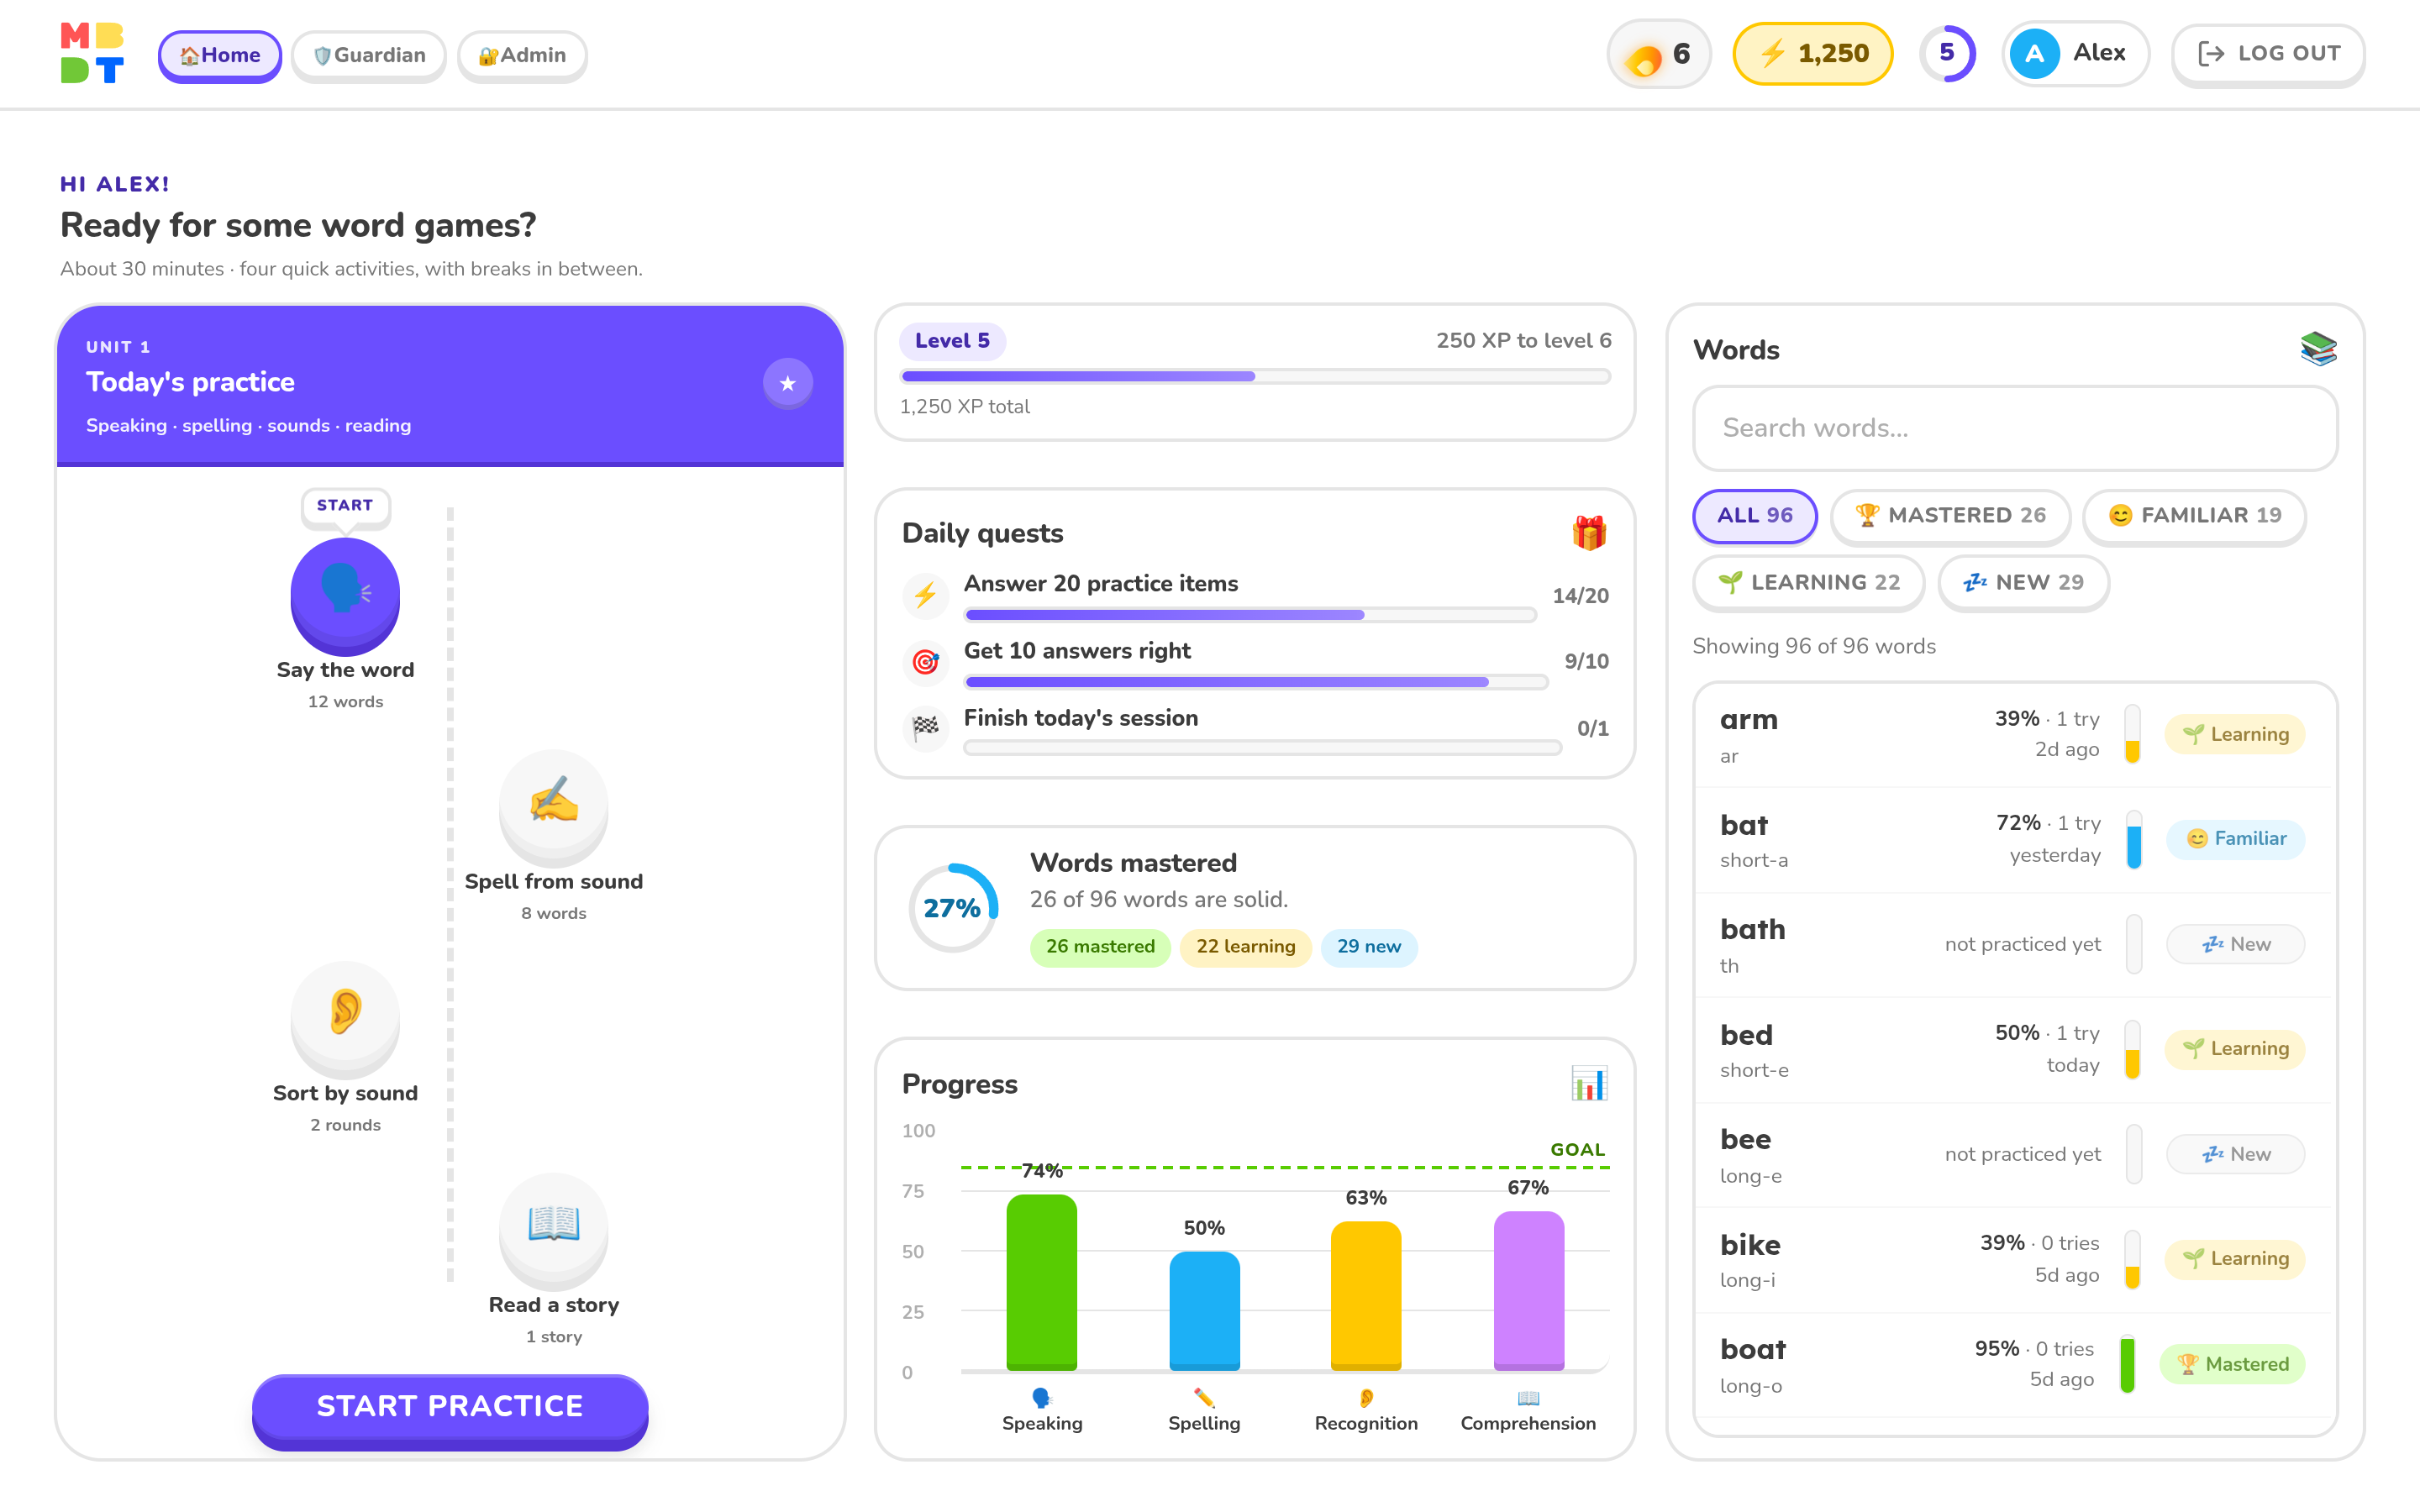 MB
DT
Home
Guardian
Admin
6
1,250
5
A
Alex
LOG OUT
HI ALEX!
Ready for some word games?
About 30 minutes · four quick activities, with breaks in between.
UNIT 1
Today's practice
Speaking · spelling · sounds · reading
START
Say the word
12 words
Spell from sound
8 words
Sort by sound
2 rounds
Read a story
1 story
START PRACTICE
Level 5
250 XP to level 6
1,250 XP total
Daily quests
Answer 20 practice items
14/20
Get 10 answers right
9/10
Finish today's session
0/1
27%
Words mastered
26 of 96 words are solid.
26 mastered
22 learning
29 new
Progress
100
75
50
25
0
GOAL
74%
50%
63%
67%
Speaking
Spelling
Recognition
Comprehension
Words
Search words...
ALL 96
MASTERED 26
FAMILIAR 19
LEARNING 22
NEW 29
Showing 96 of 96 words
arm
ar
39% · 1 try
2d ago
Learning
bat
short-a
72% · 1 try
yesterday
Familiar
bath
th
not practiced yet
New
bed
short-e
50% · 1 try
today
Learning
bee
long-e
not practiced yet
New
bike
long-i
39% · 0 tries
5d ago
Learning
boat
long-o
95% · 0 tries
5d ago
Mastered